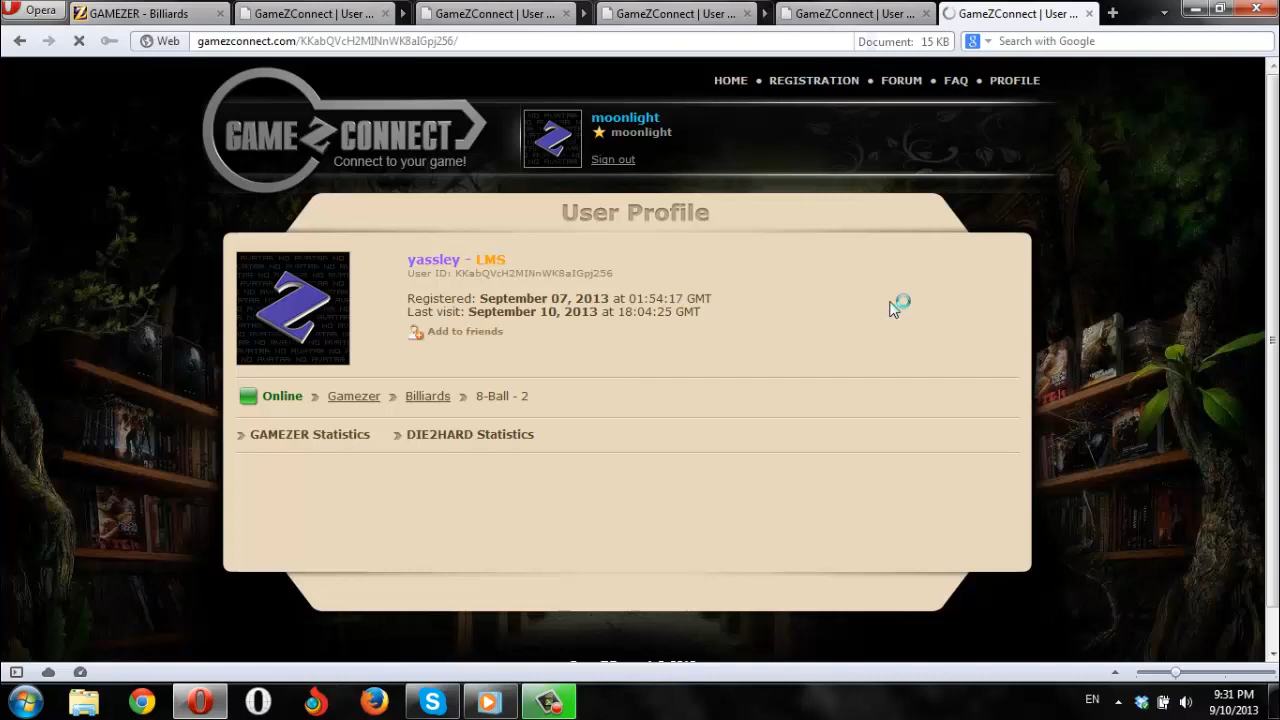 Opera
GAMEZER - Billiards
GameZConnect | User ...
GameZConnect | User ...
GameZConnect | User ...
GameZConnect | User ...
GameZConnect | User ...
Web
gamezconnect.com/KKabQVcH2MINnWK8aIGpj256/
Document: 15 KB
Search with Google
HOME • REGISTRATION • FORUM • FAQ • PROFILE
GAME Z CONNECT
Connect to your game!
moonlight
moonlight
Sign out
User Profile
yassley - LMS
User ID: KKabQVcH2MINnWK8aIGpj256
Registered: September 07, 2013 at 01:54:17 GMT
Last visit: September 10, 2013 at 18:04:25 GMT
Add to friends
Online » Gamezer » Billiards » 8-Ball - 2
» GAMEZER Statistics » DIE2HARD Statistics
EN
9:31 PM
9/10/2013